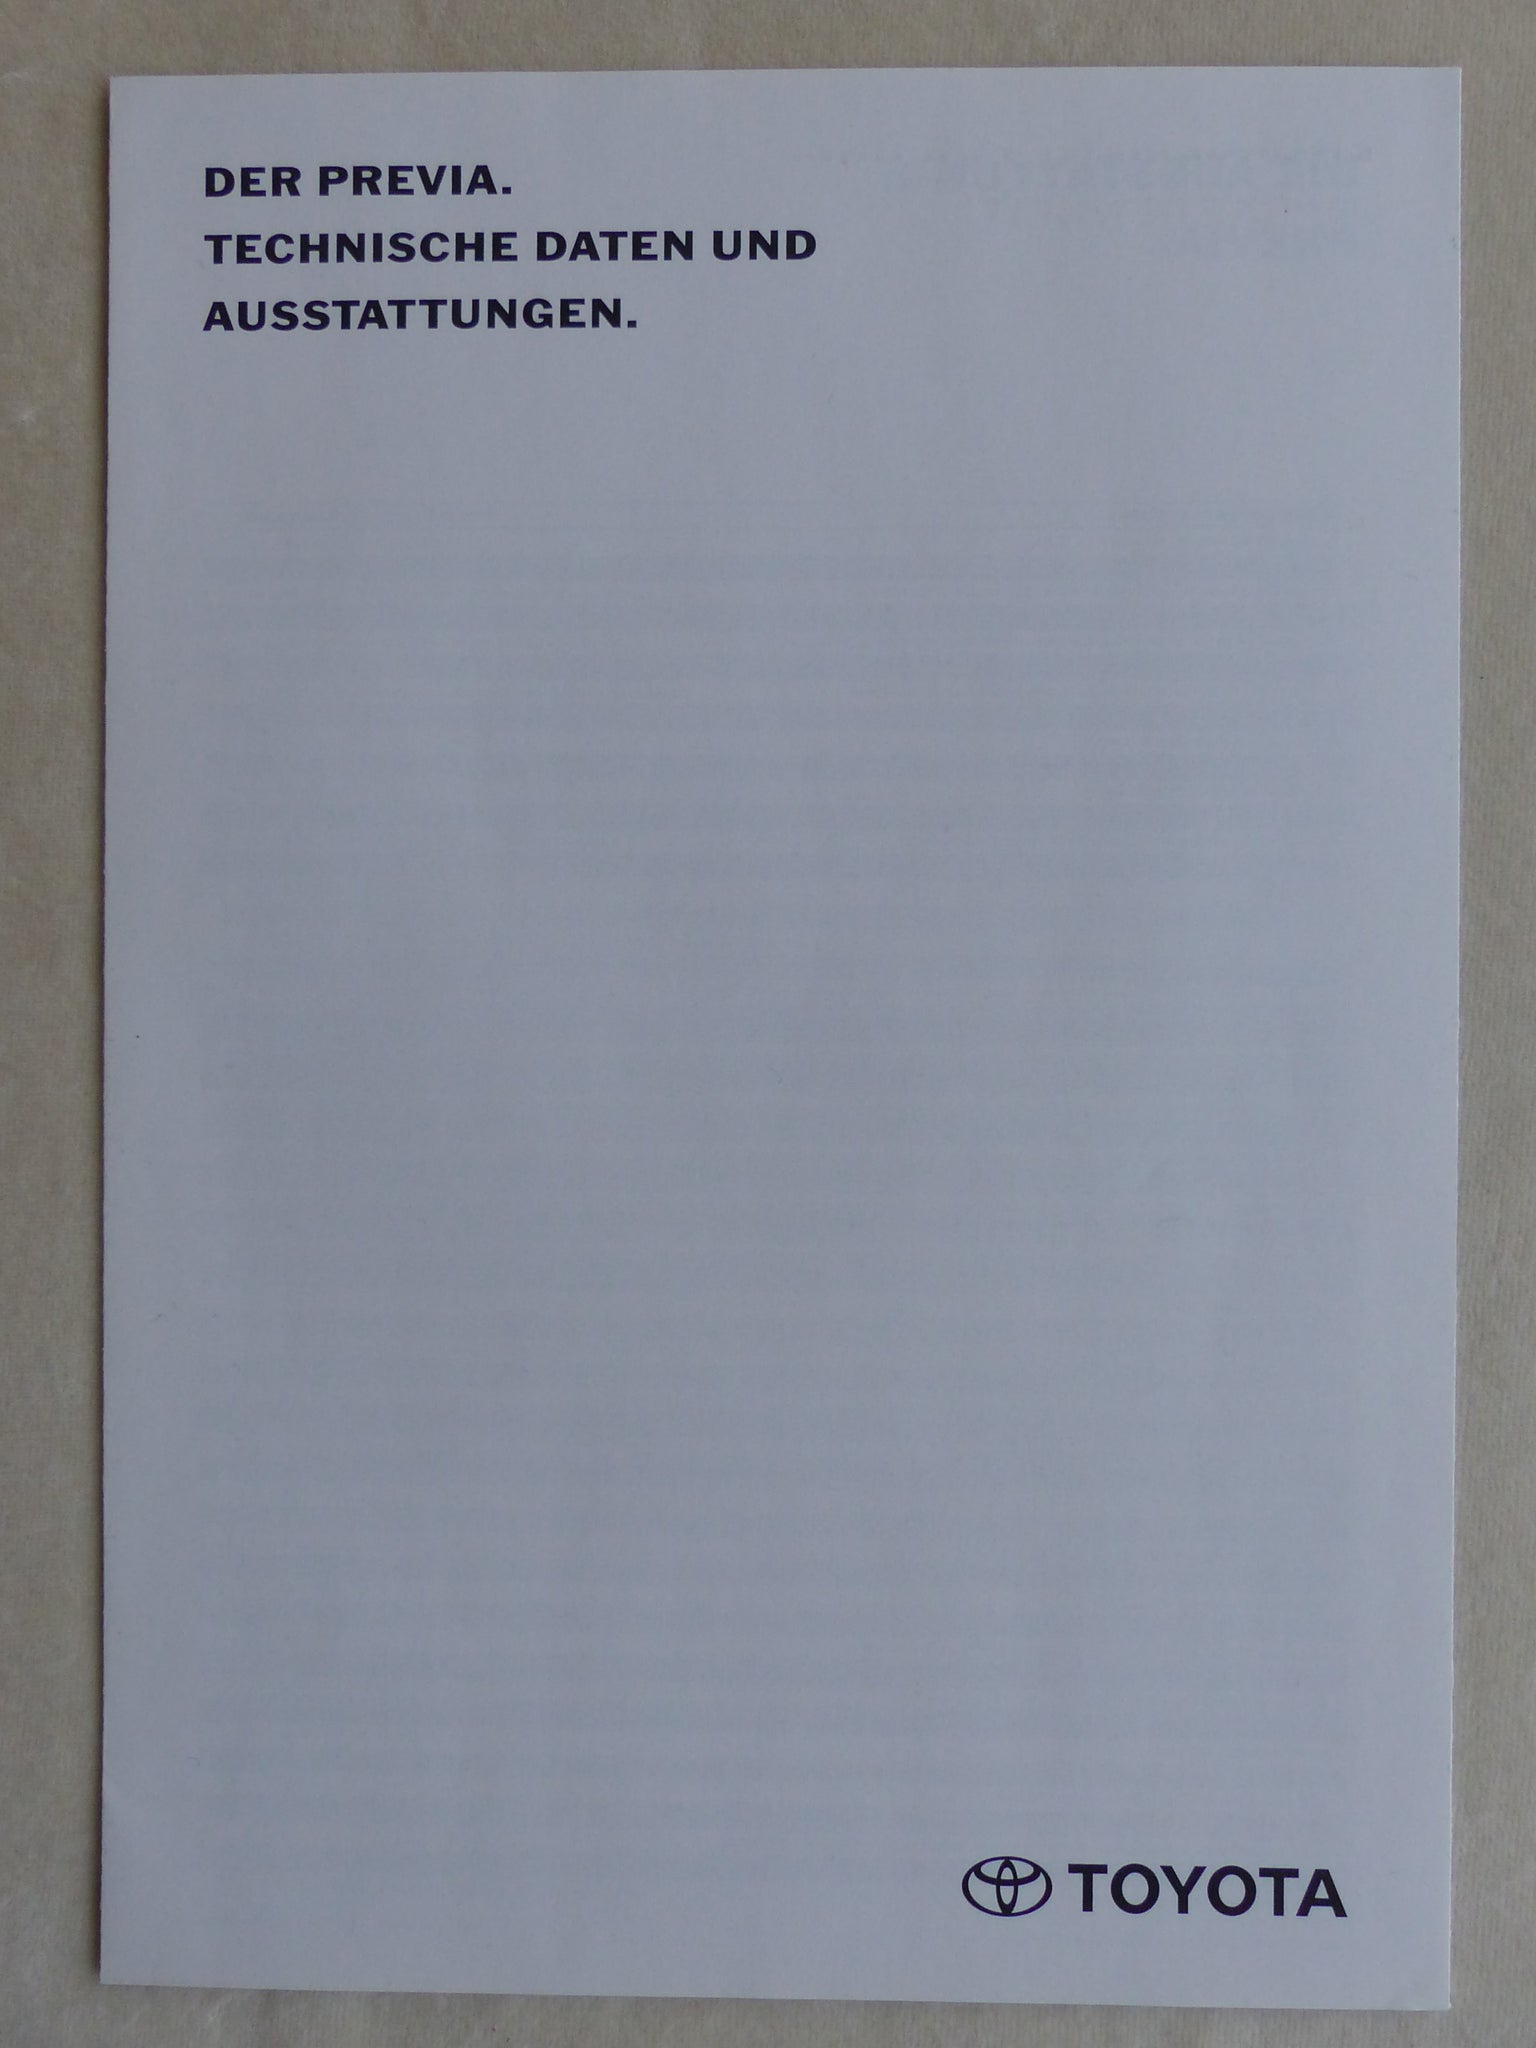 DER PREVIA.
TECHNISCHE DATEN UND
AUSSTATTUNGEN.
TOYOTA